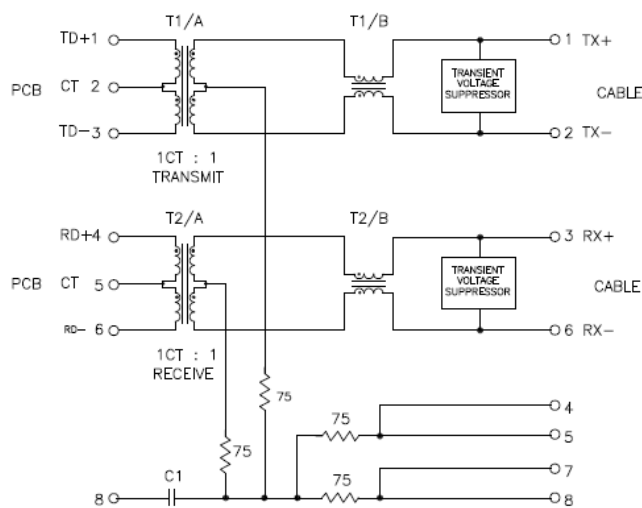 T1/A T1/B
TD+1 1 TX+
PCB CT 2 TRANSIENT VOLTAGE SUPPRESSOR CABLE
TD-3 2 TX-
1CT : 1
TRANSMIT
T2/A T2/B
RD+4 3 RX+
PCB CT 5 TRANSIENT VOLTAGE SUPPRESSOR CABLE
RD- 6 6 RX-
1CT : 1
RECEIVE
75
4
75
75 5
C1 7
75
8 8